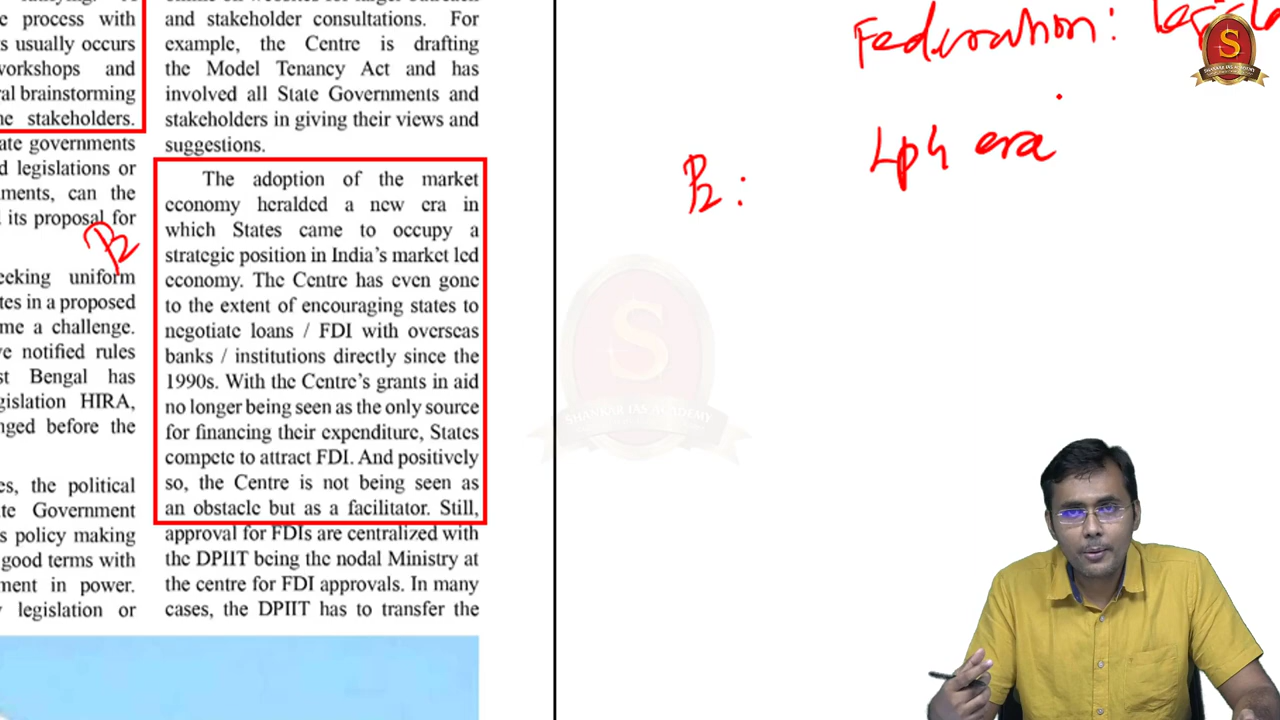 e process with
s usually occurs
workshops and
al brainstorming
ne stakeholders.
ate governments
d legislations or
ments, can the
l its proposal for
eeking uniform
tes in a proposed
me a challenge.
ve notified rules
st Bengal has
gislation HIRA,
nged before the
es, the political
te Government
s policy making
good terms with
ment in power.
legislation or
P2
and stakeholder consultations. For
example, the Centre is drafting
the Model Tenancy Act and has
involved all State Governments and
stakeholders in giving their views and
suggestions.
The adoption of the market
economy heralded a new era in
which States came to occupy a
strategic position in India's market led
economy. The Centre has even gone
to the extent of encouraging states to
negotiate loans / FDI with overseas
banks / institutions directly since the
1990s. With the Centre's grants in aid
no longer being seen as the only source
for financing their expenditure, States
compete to attract FDI. And positively
so, the Centre is not being seen as
an obstacle but as a facilitator. Still,
approval for FDIs are centralized with
the DPIIT being the nodal Ministry at
the centre for FDI approvals. In many
cases, the DPIIT has to transfer the
Federation:
P2: LPG era
S
SHANKAR IAS ACADEMY
S